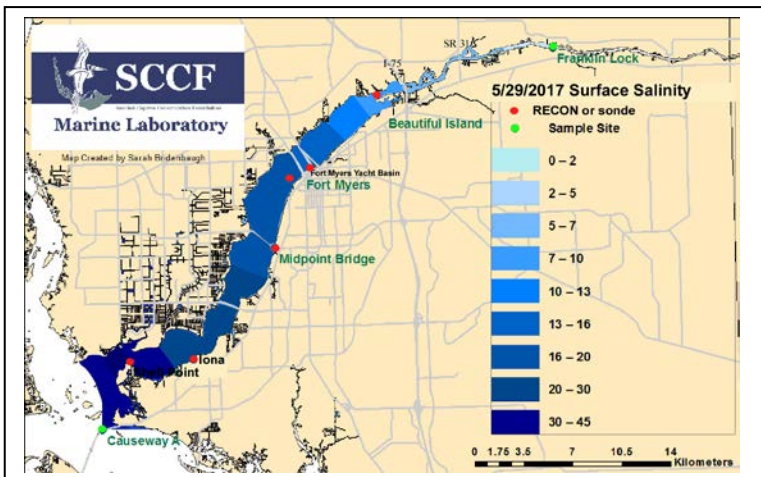 SCCF
Marine Laboratory
Map Created by Sarah Bridenbaugh
I-75
SR 31
Franklin Lock
5/29/2017 Surface Salinity
RECON or sonde
Sample Site
Beautiful Island
Fort Myers Yacht Basin
Fort Myers
Midpoint Bridge
Iona
Shell Point
Causeway A
0 – 2
2 – 5
5 – 7
7 – 10
10 – 13
13 – 16
16 – 20
20 – 30
30 – 45
0 1.75 3.5 7 10.5 14
Kilometers